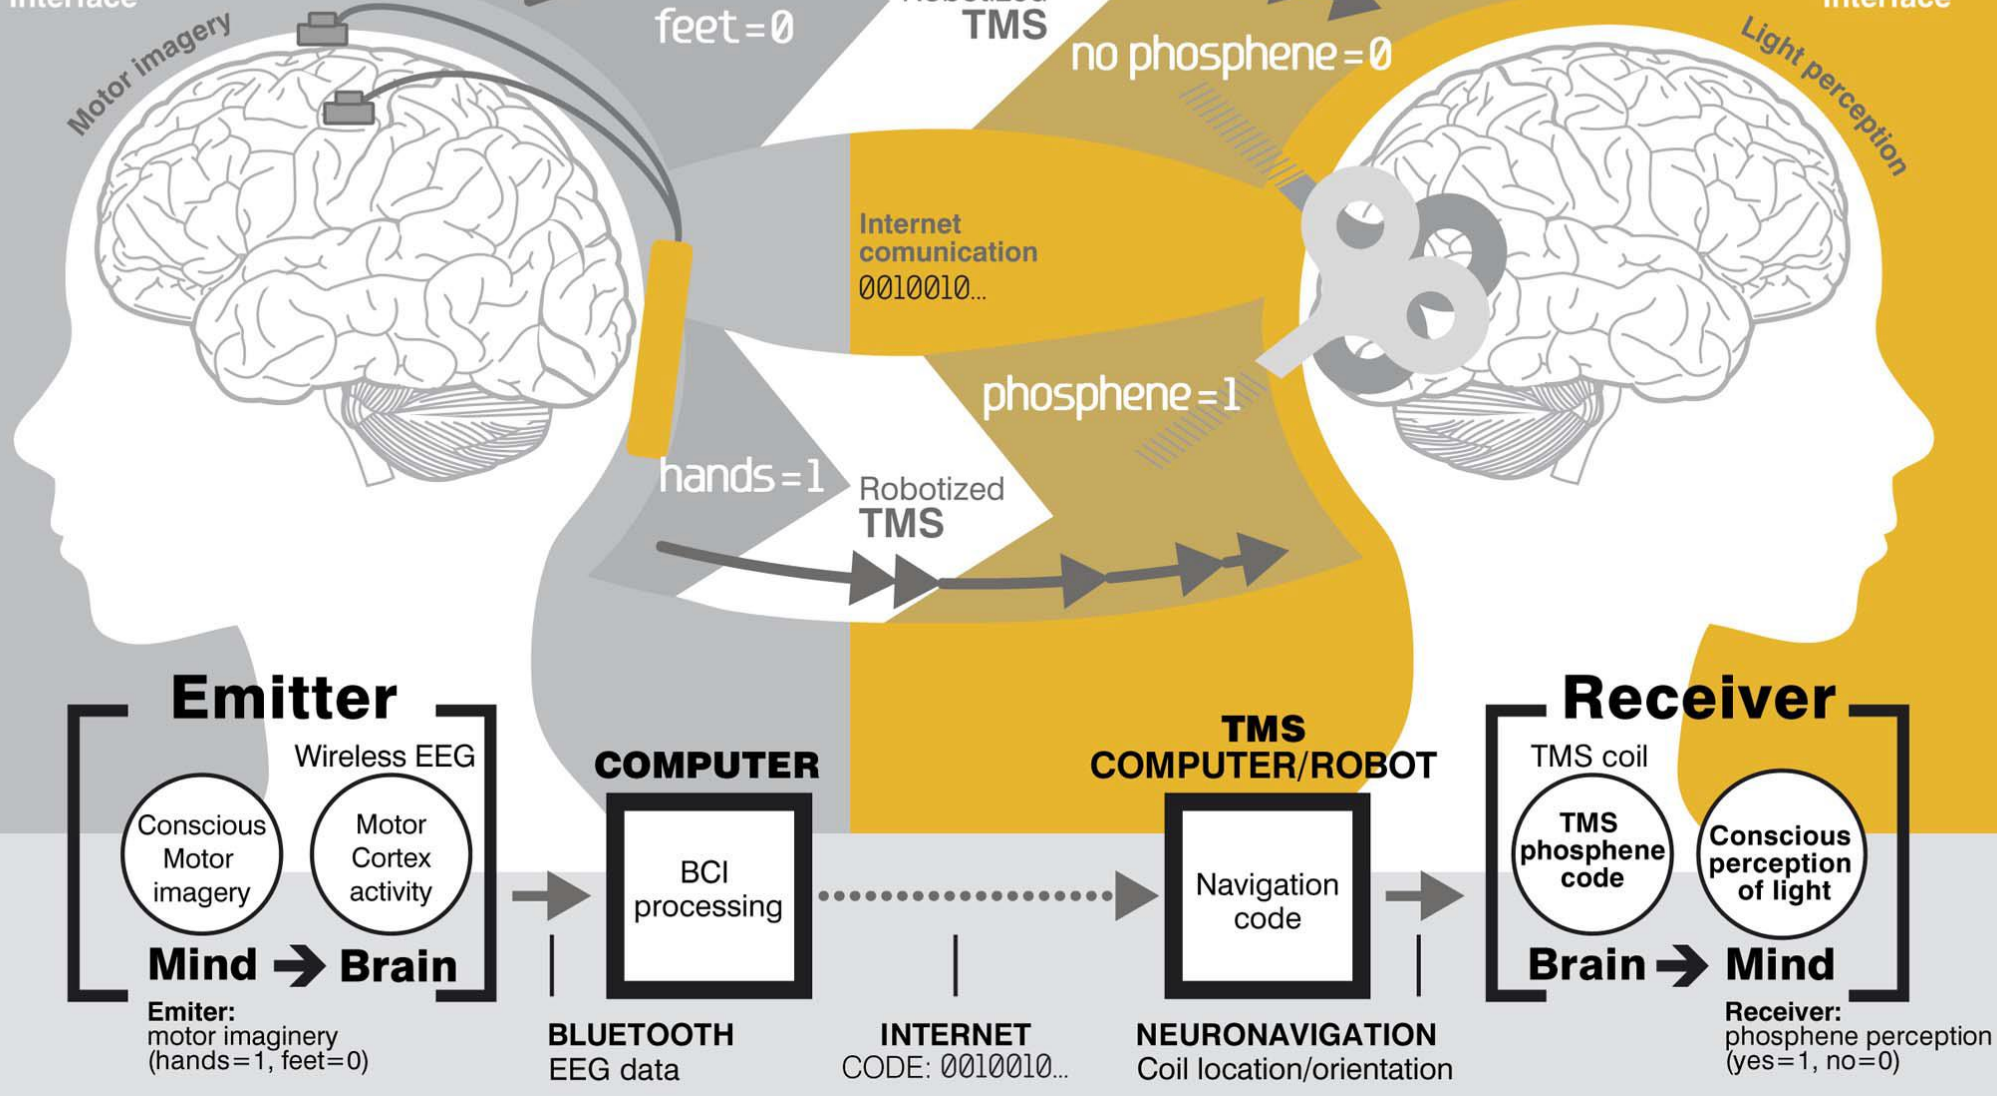 Motor imagery
feet=0
TMS
no phosphene=0
Light perception
Internet
comunication
0010010...
phosphene=1
hands=1
Robotized
TMS
Emitter
Wireless EEG
Conscious
Motor
imagery
Motor
Cortex
activity
Mind → Brain
Emiter:
motor imaginery
(hands=1, feet=0)
COMPUTER
BCI
processing
BLUETOOTH
EEG data
INTERNET
CODE: 0010010...
TMS
COMPUTER/ROBOT
Navigation
code
NEURONAVIGATION
Coil location/orientation
Receiver
TMS coil
TMS
phosphene
code
Conscious
perception
of light
Brain → Mind
Receiver:
phosphene perception
(yes=1, no=0)